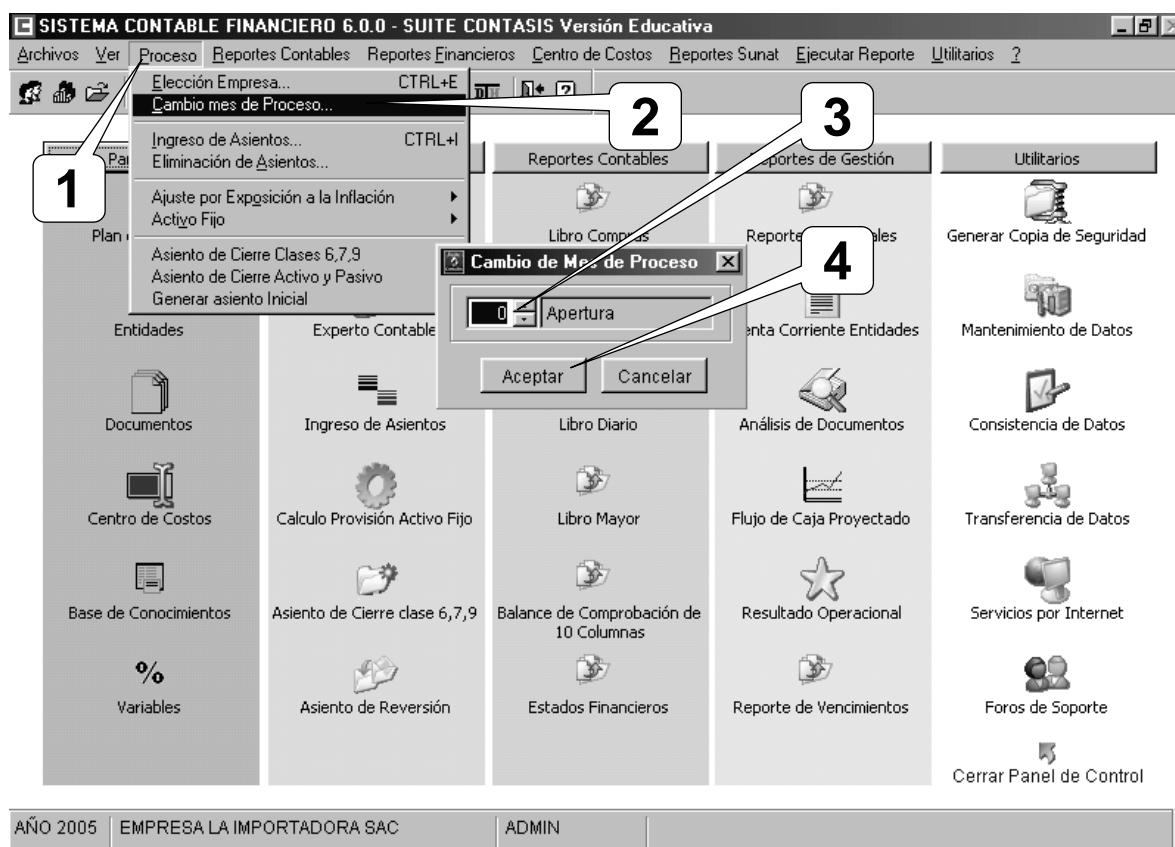 SISTEMA CONTABLE FINANCIERO 6.0.0 - SUITE CONTASIS Versión Educativa
Archivos Ver Proceso Reportes Contables Reportes Financieros Centro de Costos Reportes Sunat Ejecutar Reporte Utilitarios ?
Elección Empresa... CTRL+E
Cambio mes de Proceso...
Ingreso de Asientos... CTRL+I
Eliminación de Asientos...
Ajuste por Exposición a la Inflación
Activo Fijo
Asiento de Cierre Clases 6,7,9
Asiento de Cierre Activo y Pasivo
Generar asiento Inicial
1
2
3
4
Cambio de Mes de Proceso
0 Apertura
Aceptar Cancelar
Plan
Entidades
Documentos
Centro de Costos
Base de Conocimientos
%
Variables
Experto Contable
Ingreso de Asientos
Calculo Provisión Activo Fijo
Asiento de Cierre clase 6,7,9
Asiento de Reversión
Reportes Contables
Libro Compras
Libro Diario
Libro Mayor
Balance de Comprobación de
10 Columnas
Estados Financieros
Reportes de Gestión
Corriente Entidades
Análisis de Documentos
Flujo de Caja Proyectado
Resultado Operacional
Reporte de Vencimientos
Utilitarios
Generar Copia de Seguridad
Mantenimiento de Datos
Consistencia de Datos
Transferencia de Datos
Servicios por Internet
Foros de Soporte
Cerrar Panel de Control
AÑO 2005 EMPRESA LA IMPORTADORA SAC ADMIN